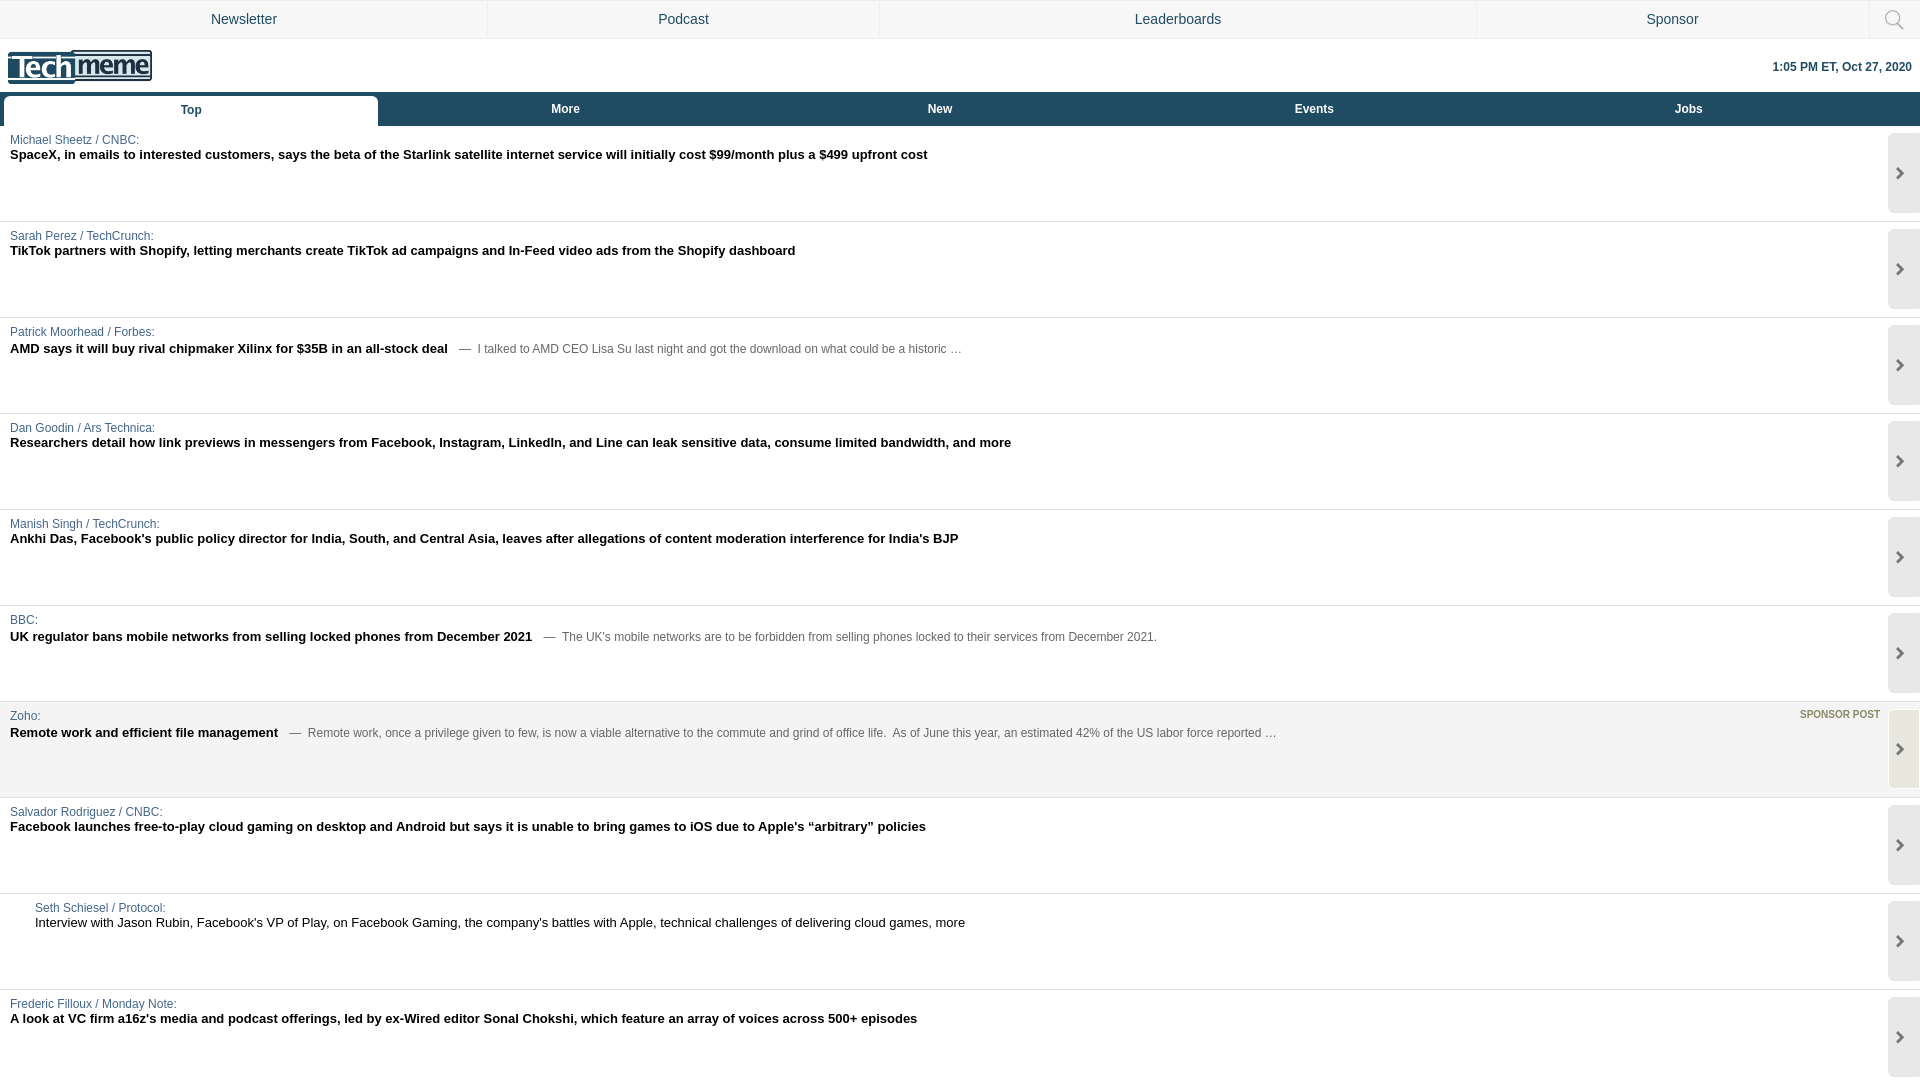 Newsletter
Podcast
Leaderboards
Sponsor
Techmeme
1:05 PM ET, Oct 27, 2020
Top
More
New
Events
Jobs
Michael Sheetz / CNBC:
SpaceX, in emails to interested customers, says the beta of the Starlink satellite internet service will initially cost $99/month plus a $499 upfront cost
Sarah Perez / TechCrunch:
TikTok partners with Shopify, letting merchants create TikTok ad campaigns and In-Feed video ads from the Shopify dashboard
Patrick Moorhead / Forbes:
AMD says it will buy rival chipmaker Xilinx for $35B in an all-stock deal — I talked to AMD CEO Lisa Su last night and got the download on what could be a historic …
Dan Goodin / Ars Technica:
Researchers detail how link previews in messengers from Facebook, Instagram, LinkedIn, and Line can leak sensitive data, consume limited bandwidth, and more
Manish Singh / TechCrunch:
Ankhi Das, Facebook's public policy director for India, South, and Central Asia, leaves after allegations of content moderation interference for India's BJP
BBC:
UK regulator bans mobile networks from selling locked phones from December 2021 — The UK's mobile networks are to be forbidden from selling phones locked to their services from December 2021.
Zoho:
SPONSOR POST
Remote work and efficient file management — Remote work, once a privilege given to few, is now a viable alternative to the commute and grind of office life. As of June this year, an estimated 42% of the US labor force reported …
Salvador Rodriguez / CNBC:
Facebook launches free-to-play cloud gaming on desktop and Android but says it is unable to bring games to iOS due to Apple's “arbitrary” policies
Seth Schiesel / Protocol:
Interview with Jason Rubin, Facebook's VP of Play, on Facebook Gaming, the company's battles with Apple, technical challenges of delivering cloud games, more
Frederic Filloux / Monday Note:
A look at VC firm a16z's media and podcast offerings, led by ex-Wired editor Sonal Chokshi, which feature an array of voices across 500+ episodes